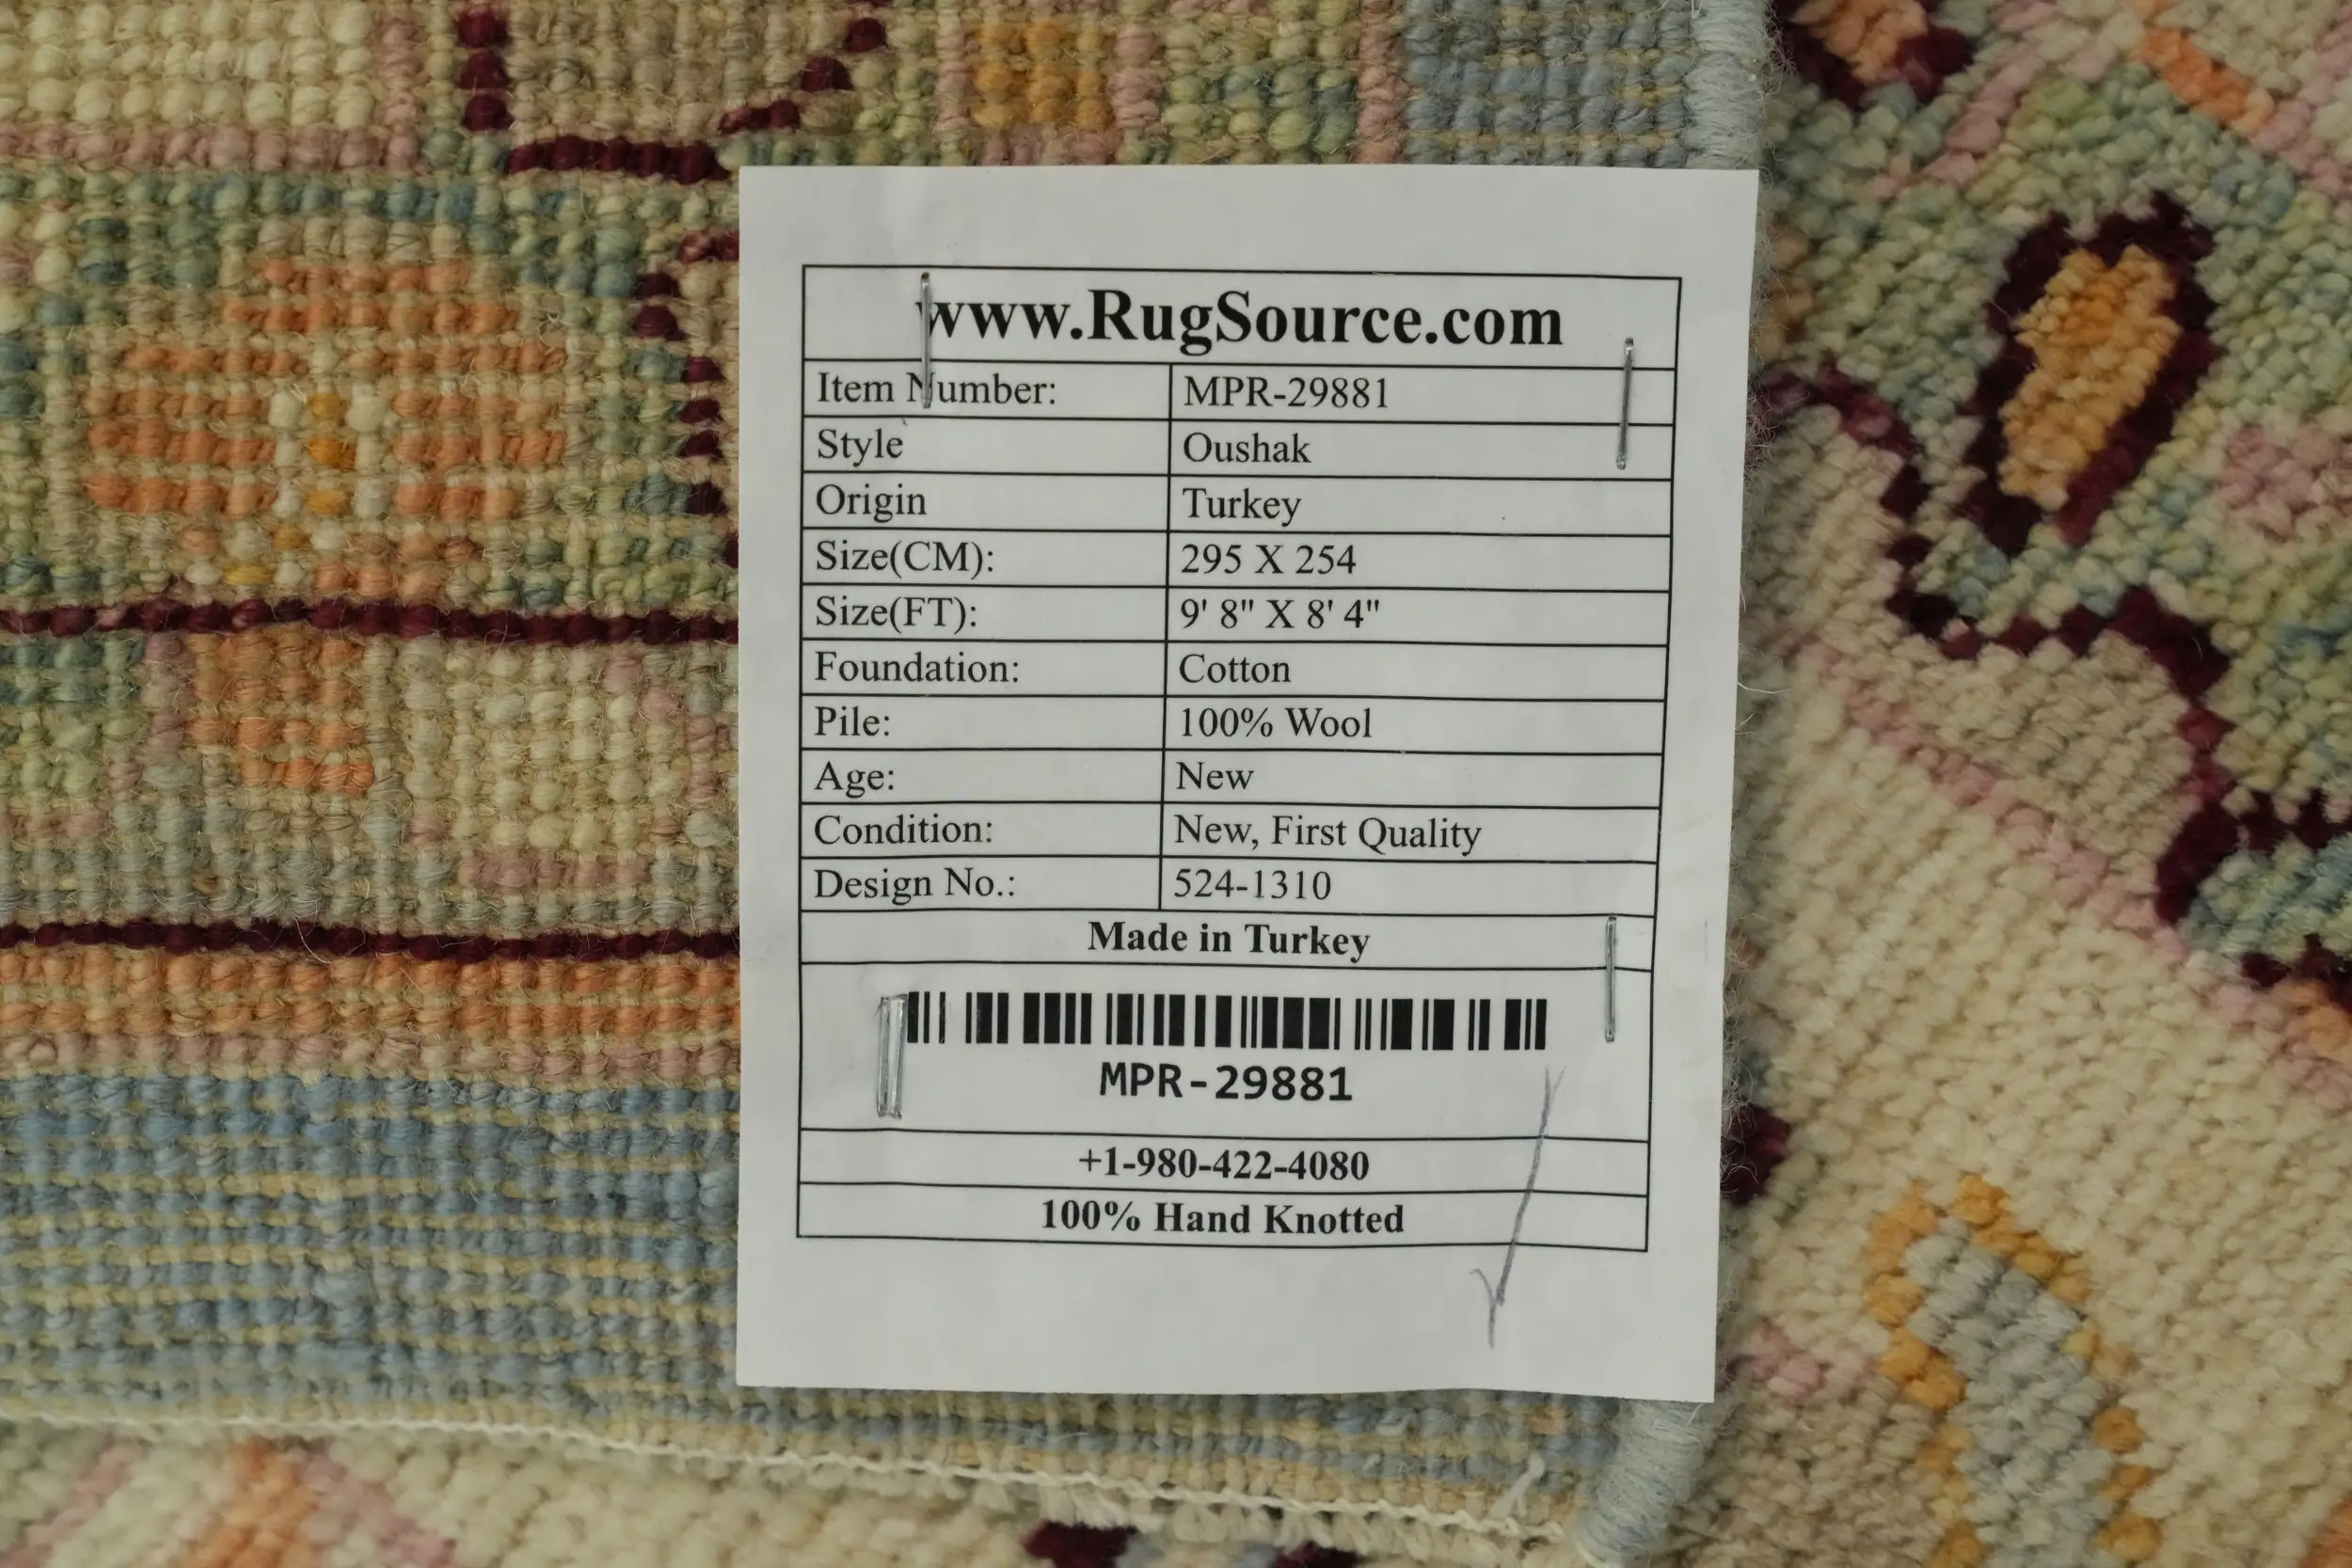 www.RugSource.com
Item Number: MPR-29881
Style Oushak
Origin Turkey
Size(CM): 295 X 254
Size(FT): 9' 8" X 8' 4"
Foundation: Cotton
Pile: 100% Wool
Age: New
Condition: New, First Quality
Design No.: 524-1310
Made in Turkey
MPR-29881
+1-980-422-4080
100% Hand Knotted